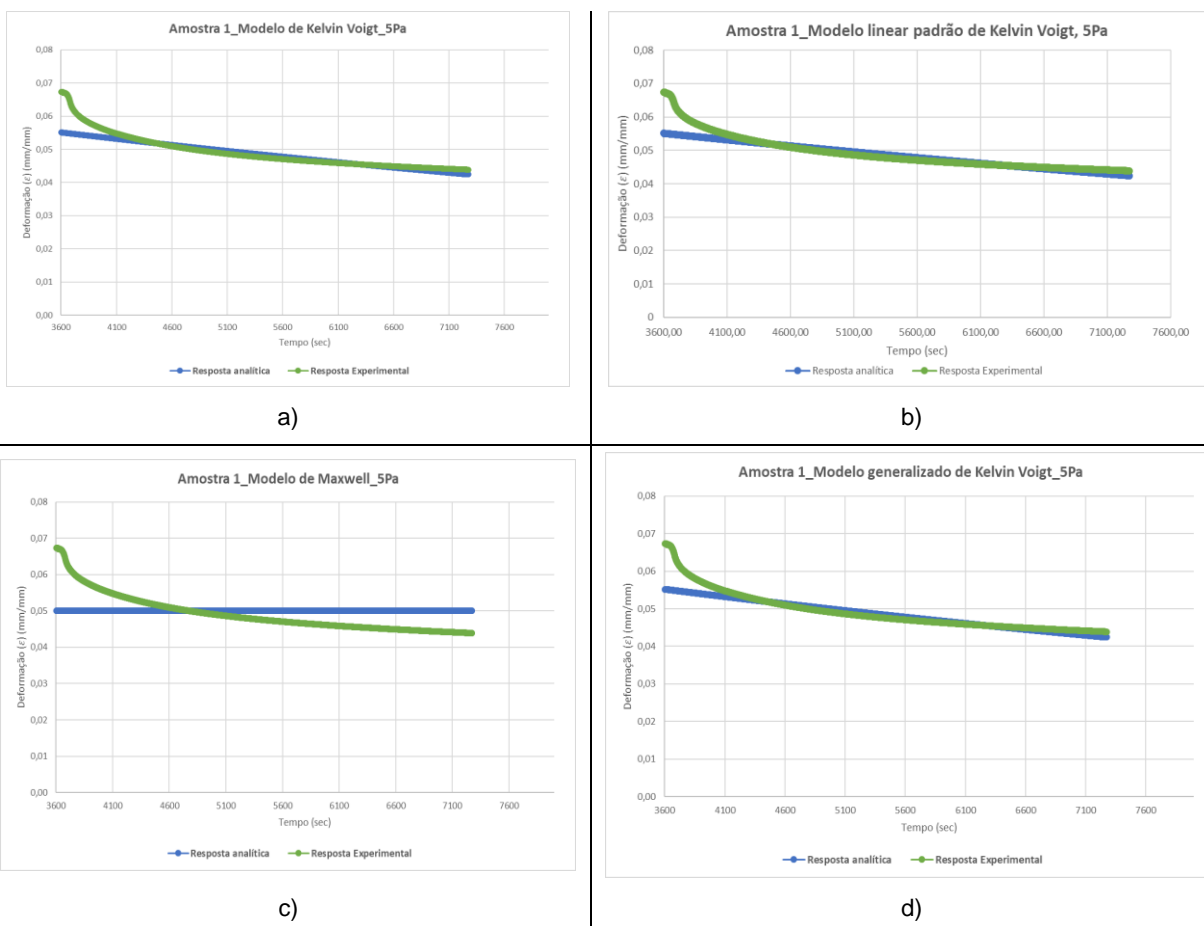 Amostra 1_Modelo de Kelvin Voigt_5Pa
Deformação (ε) (mm/mm)
0,08
0,07
0,06
0,05
0,04
0,03
0,02
0,01
0,00
3600 4100 4600 5100 5600 6100 6600 7100 7600
Tempo (sec)
Resposta analítica Resposta Experimental
a)
Amostra 1_Modelo linear padrão de Kelvin Voigt, 5Pa
Deformação (ε) (mm/mm)
0,08
0,07
0,06
0,05
0,04
0,03
0,02
0,01
0
3600,00 4100,00 4600,00 5100,00 5600,00 6100,00 6600,00 7100,00 7600,00
Tempo (sec)
Resposta analítica Resposta Experimental
b)
Amostra 1_Modelo de Maxwell_5Pa
Deformação (ε) (mm/mm)
0,08
0,07
0,06
0,05
0,04
0,03
0,02
0,01
0,00
3600 4100 4600 5100 5600 6100 6600 7100 7600
Tempo (sec)
Resposta analítica Resposta Experimental
c)
Amostra 1_Modelo generalizado de Kelvin Voigt_5Pa
Deformação (ε) (mm/mm)
0,08
0,07
0,06
0,05
0,04
0,03
0,02
0,01
0,00
3600 4100 4600 5100 5600 6100 6600 7100 7600
Tempo (sec)
Resposta analítica Resposta Experimental
d)